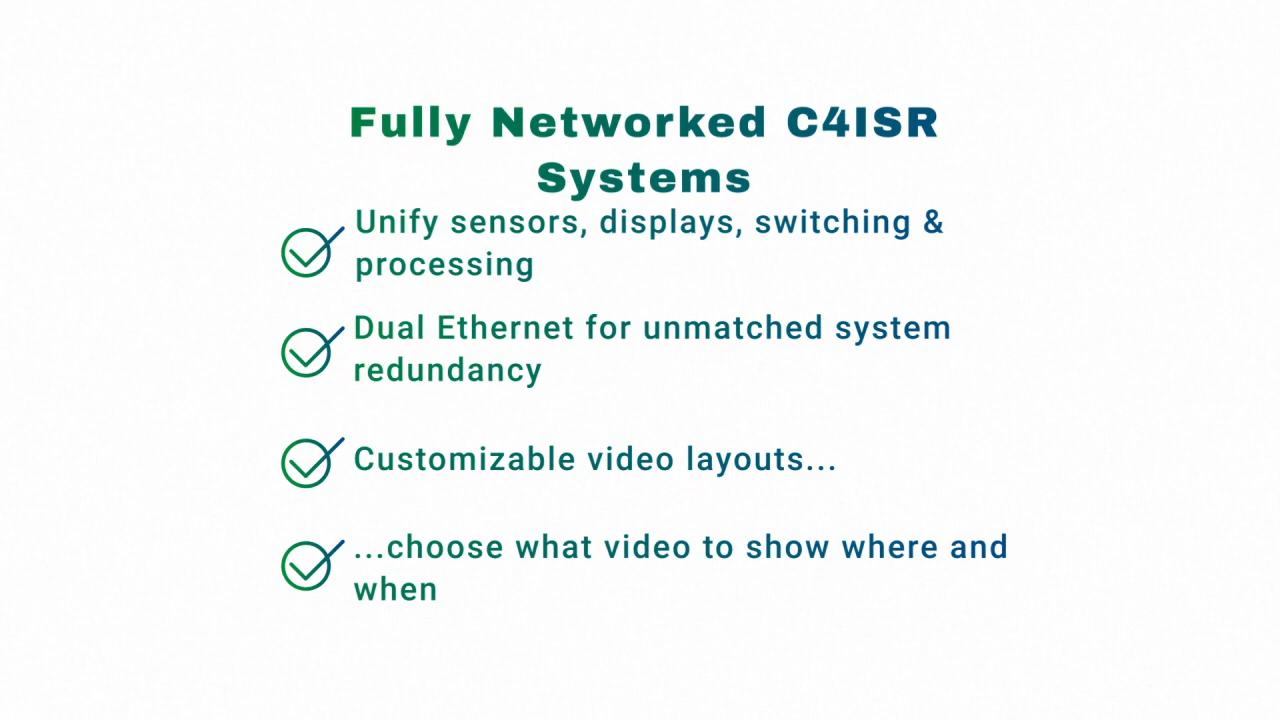 Fully Networked C4ISR
Systems
Unify sensors, displays, switching &
processing
Dual Ethernet for unmatched system
redundancy
Customizable video layouts...
...choose what video to show where and
when